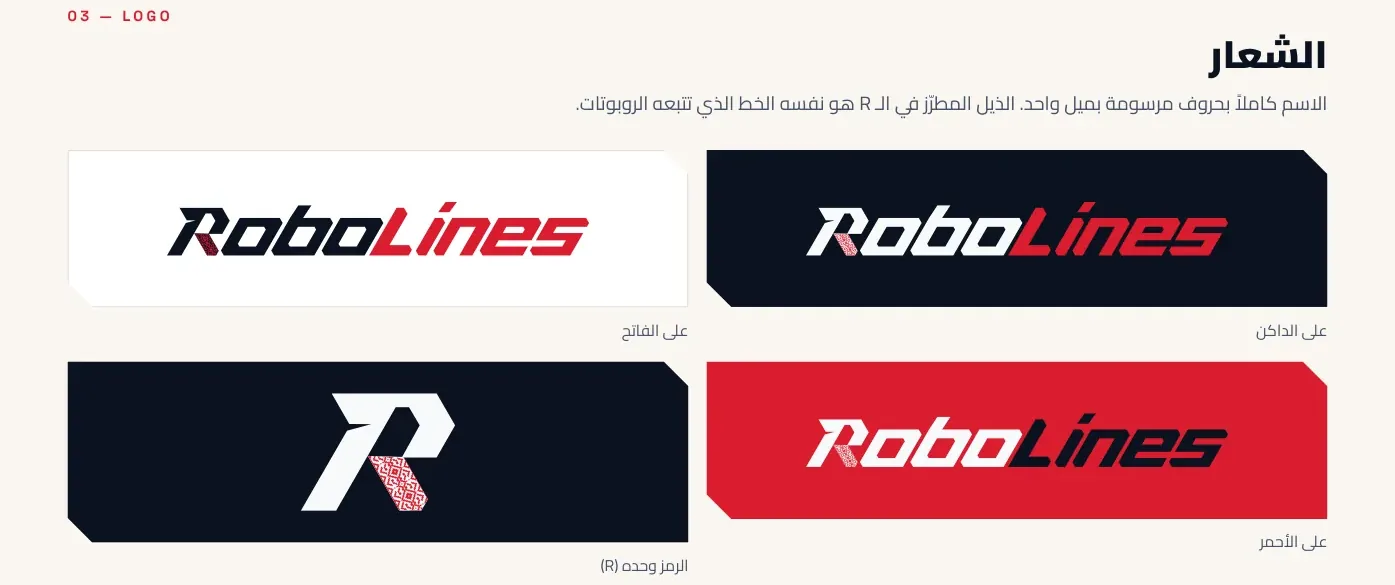 03 — LOGO
الشعار
الاسم كاملاً بحروف مرسومة بميل واحد. الذيل المطرّز في الـ R هو نفسه الخط الذي تتبعه الروبوتات.
RoboLines
على الداكن
RoboLines
على الفاتح
RoboLines
على الأحمر
R
الرمز وحده (R)